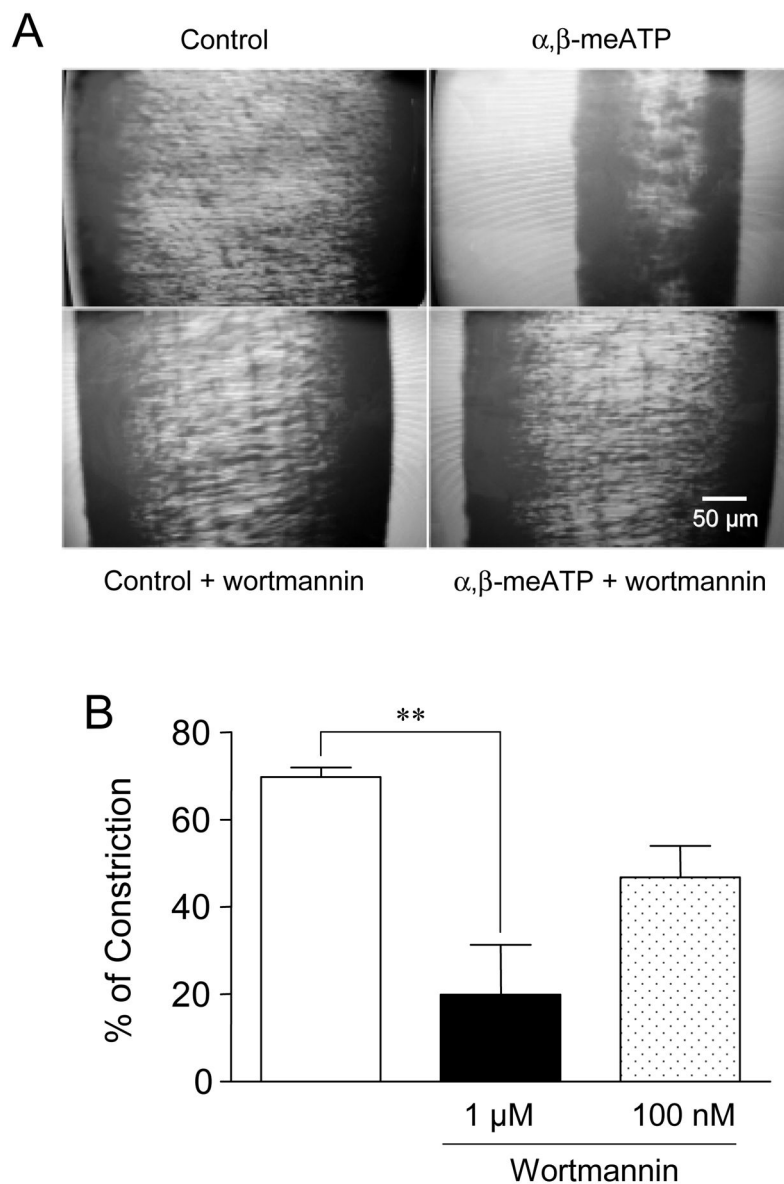 A
Control α,β-meATP
50 µm
Control + wortmannin α,β-meATP + wortmannin
B
**
80
60
40
20
0
% of Constriction
1 µM 100 nM
Wortmannin